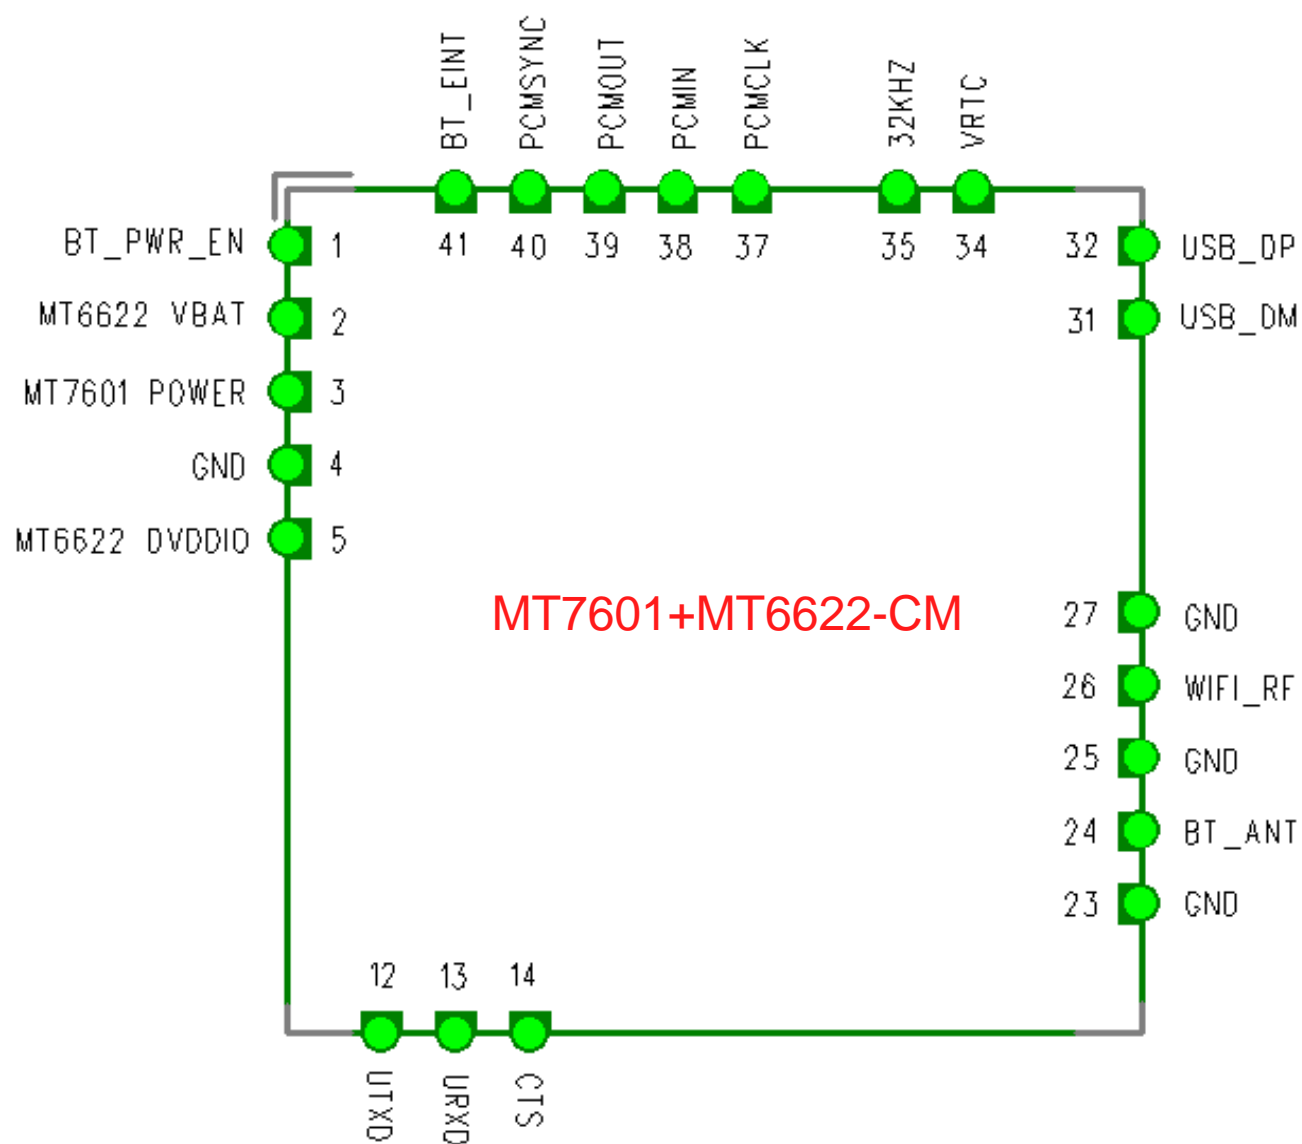 BT_EINT
PCMSYNC
PCMOUT
PCMIN
PCMCLK
32KHZ
VRTC
41 40 39 38 37 35 34
BT_PWR_EN 1
MT6622 VBAT 2
MT7601 POWER 3
GND 4
MT6622 DVDDIO 5
32 USB_DP
31 USB_DM
MT7601+MT6622-CM
27 GND
26 WIFI_RF
25 GND
24 BT_ANT
23 GND
12 13 14
UTXD
URXD
CTS